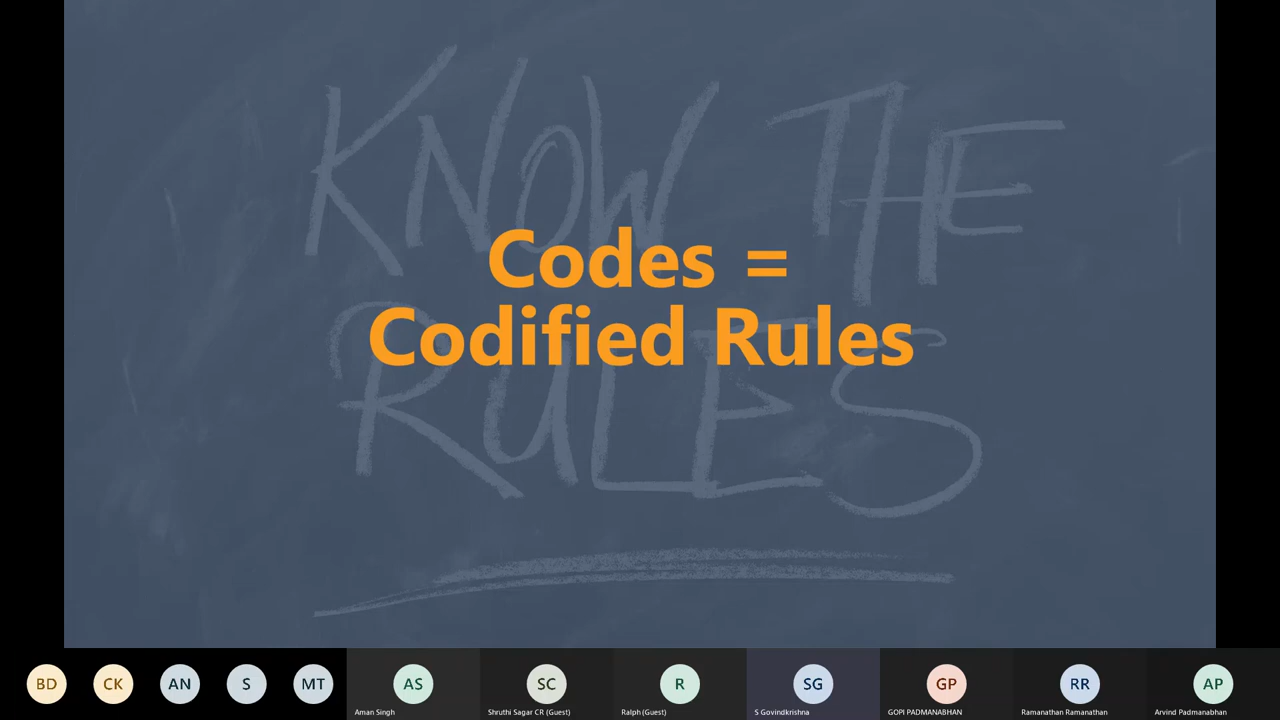 KNOW THE
RULES
Codes =
Codified Rules
BD
CK
AN
S
MT
AS
SC
R
SG
GP
RR
AP
Aman Singh
Shruthi Sagar CR (Guest)
Ralph (Guest)
S Govindkrishna
GOPI PADMANABHAN
Ramanathan Ramanathan
Arvind Padmanabhan